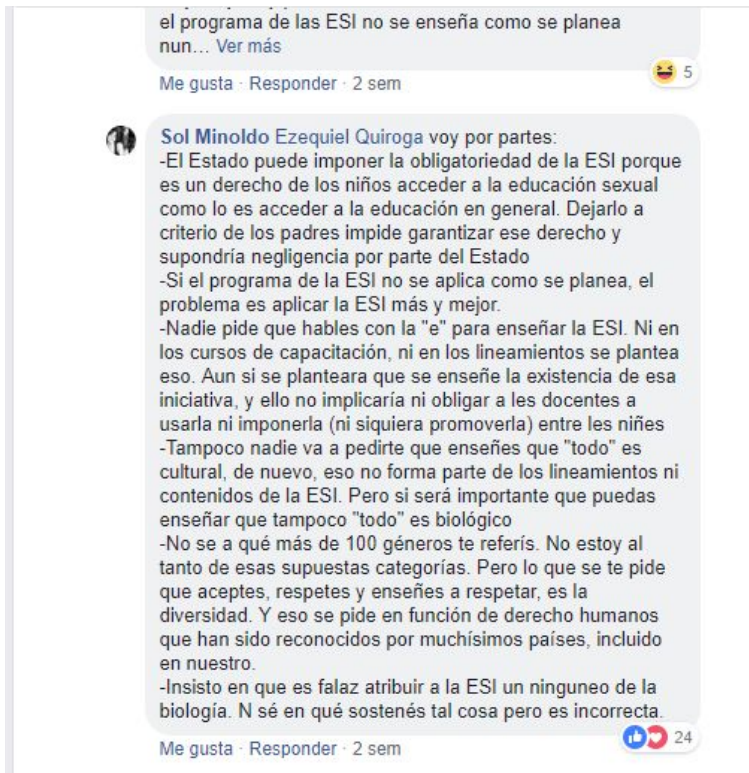 el programa de las ESI no se enseña como se planea
nun... Ver más
Me gusta · Responder · 2 sem
5
Sol Minoldo Ezequiel Quiroga voy por partes:
-El Estado puede imponer la obligatoriedad de la ESI porque
es un derecho de los niños acceder a la educación sexual
como lo es acceder a la educación en general. Dejarlo a
criterio de los padres impide garantizar ese derecho y
supondría negligencia por parte del Estado
-Si el programa de la ESI no se aplica como se planea, el
problema es aplicar la ESI más y mejor.
-Nadie pide que hables con la "e" para enseñar la ESI. Ni en
los cursos de capacitación, ni en los lineamientos se plantea
eso. Aun si se planteara que se enseñe la existencia de esa
iniciativa, y ello no implicaría ni obligar a les docentes a
usarla ni imponerla (ni siquiera promoverla) entre les niñes
-Tampoco nadie va a pedirte que enseñes que "todo" es
cultural, de nuevo, eso no forma parte de los lineamientos ni
contenidos de la ESI. Pero si será importante que puedas
enseñar que tampoco "todo" es biológico
-No se a qué más de 100 géneros te referís. No estoy al
tanto de esas supuestas categorías. Pero lo que se te pide
que aceptes, respetes y enseñes a respetar, es la
diversidad. Y eso se pide en función de derecho humanos
que han sido reconocidos por muchísimos países, incluido
en nuestro.
-Insisto en que es falaz atribuir a la ESI un ninguneo de la
biología. N sé en qué sostenés tal cosa pero es incorrecta.
24
Me gusta · Responder · 2 sem